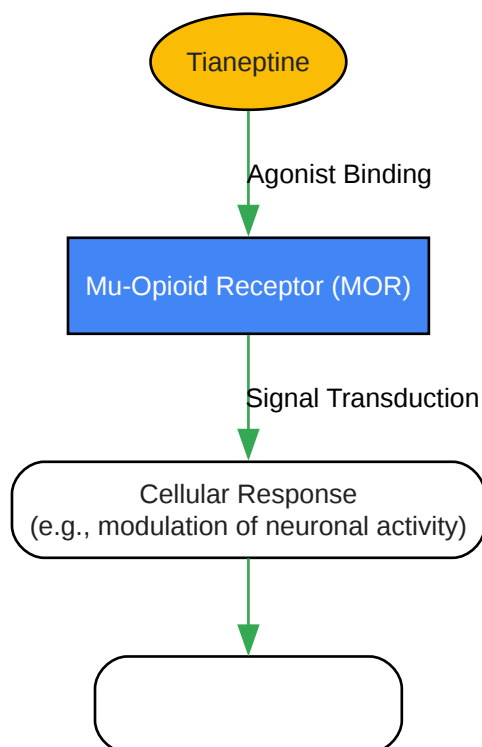 Tianeptine
Agonist Binding
Mu-Opioid Receptor (MOR)
Signal Transduction
Cellular Response
(e.g., modulation of neuronal activity)